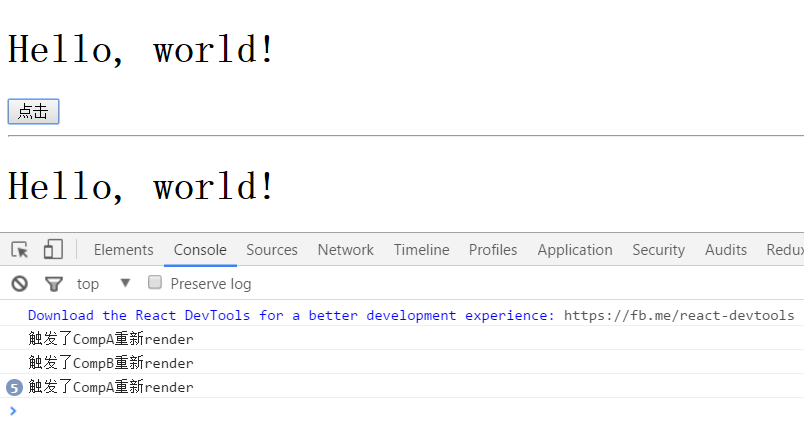 Hello, world!
点击
Hello, world!
Elements Console Sources Network Timeline Profiles Application Security Audits Redux
top ▼ Preserve log
Download the React DevTools for a better development experience: https://fb.me/react-devtools
触发了CompA重新render
触发了CompB重新render
5 触发了CompA重新render